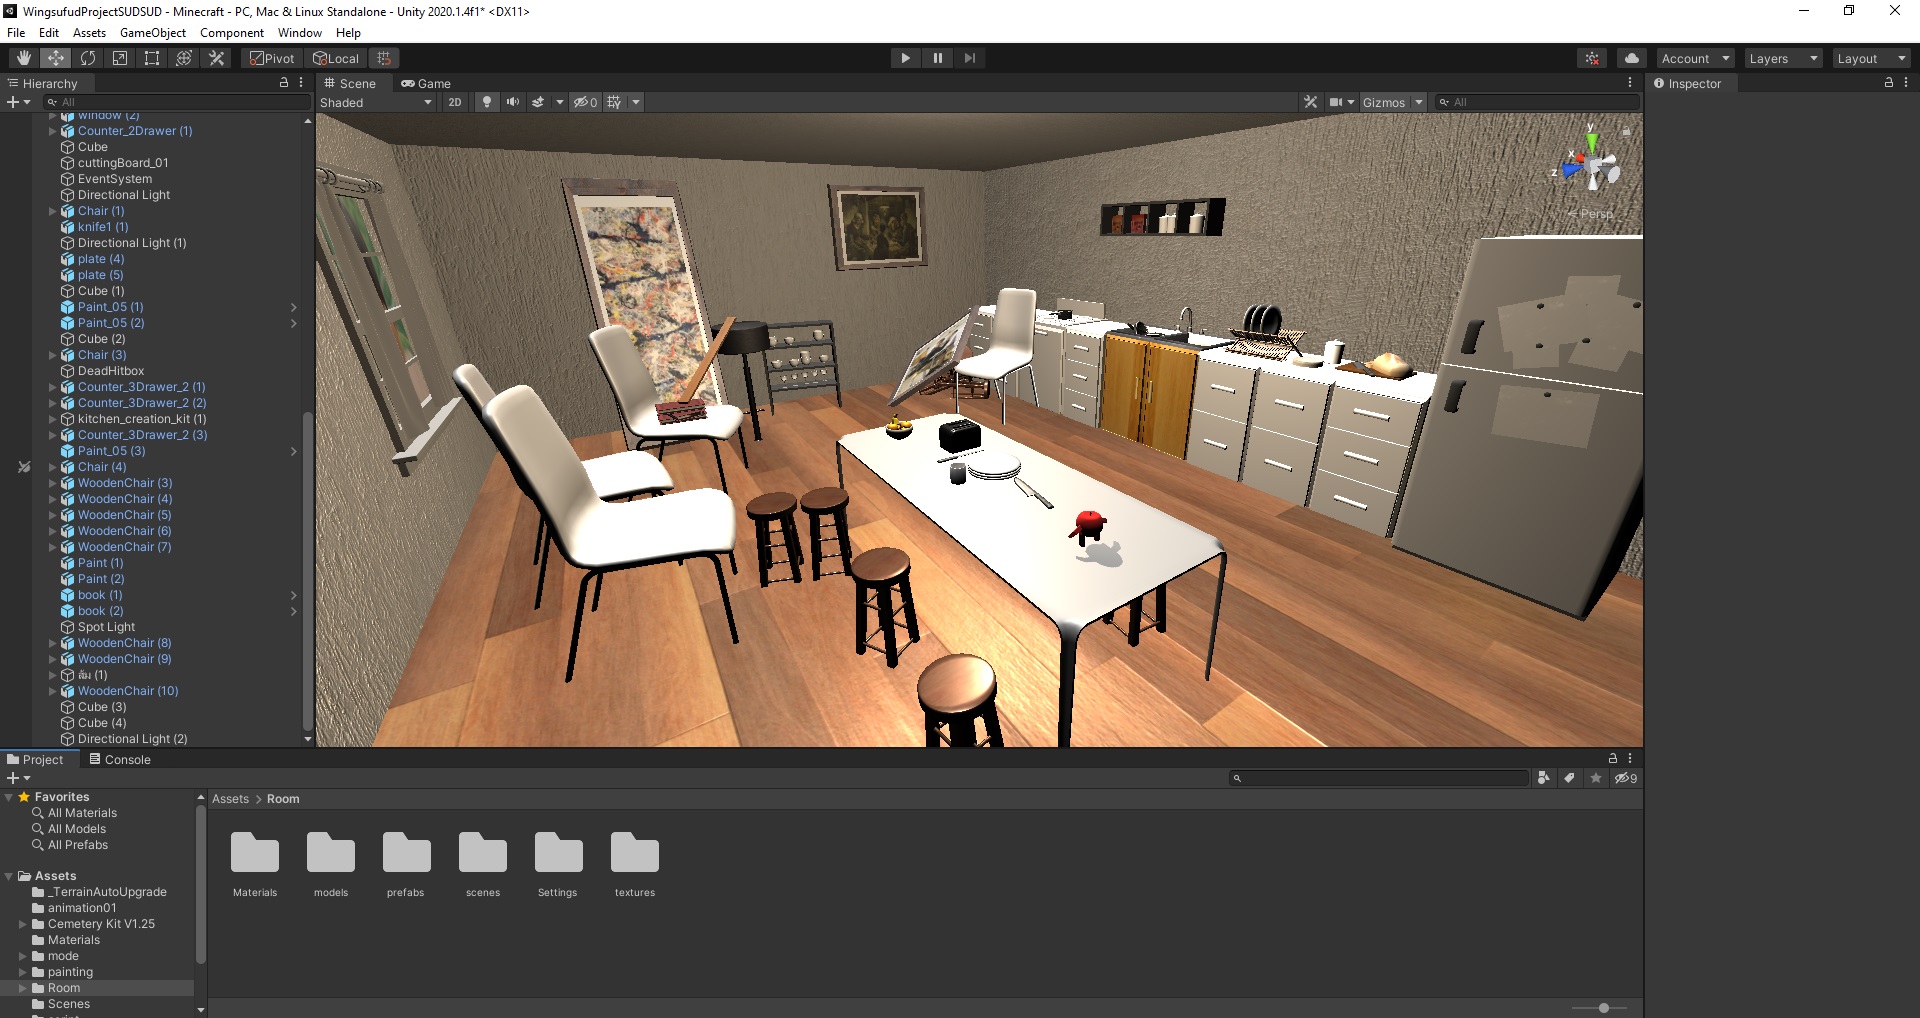 WingsufudProjectSUDSUD - Minecraft - PC, Mac & Linux Standalone - Unity 2020.1.4f1* <DX11>
File Edit Assets GameObject Component Window Help
Pivot Local Account Layers Layout
Hierarchy
All
Scene Game
Shaded 2D 0 Gizmos All
Inspector
window (2)
Counter_2Drawer (1)
Cube
cuttingBoard_01
EventSystem
Directional Light
Chair (1)
knife1 (1)
Directional Light (1)
plate (4)
plate (5)
Cube (1)
Paint_05 (1)
Paint_05 (2)
Cube (2)
Chair (3)
DeadHitbox
Counter_3Drawer_2 (1)
Counter_3Drawer_2 (2)
kitchen_creation_kit (1)
Counter_3Drawer_2 (3)
Paint_05 (3)
Chair (4)
WoodenChair (3)
WoodenChair (4)
WoodenChair (5)
WoodenChair (6)
WoodenChair (7)
Paint (1)
Paint (2)
book (1)
book (2)
Spot Light
WoodenChair (8)
WoodenChair (9)
ส้ม (1)
WoodenChair (10)
Cube (3)
Cube (4)
Directional Light (2)
y
x
z
< Persp
Project Console
9
Favorites
All Materials
All Models
All Prefabs
Assets
_TerrainAutoUpgrade
animation01
Cemetery Kit V1.25
Materials
mode
painting
Room
Scenes
Assets > Room
Materials models prefabs scenes Settings textures